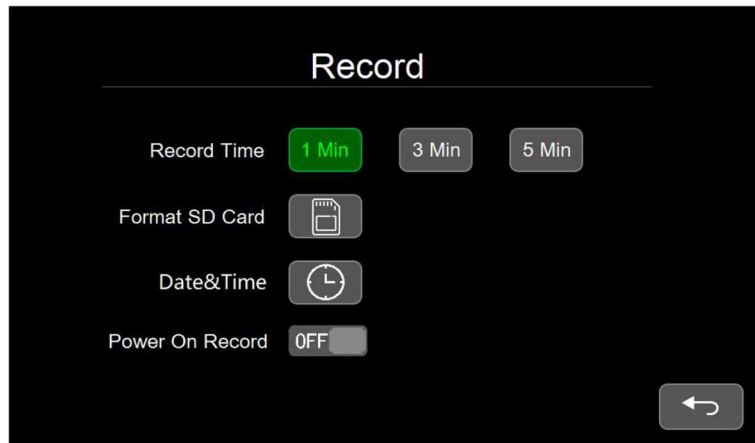 Record
Record Time 1 Min 3 Min 5 Min
Format SD Card
Date&Time
Power On Record OFF